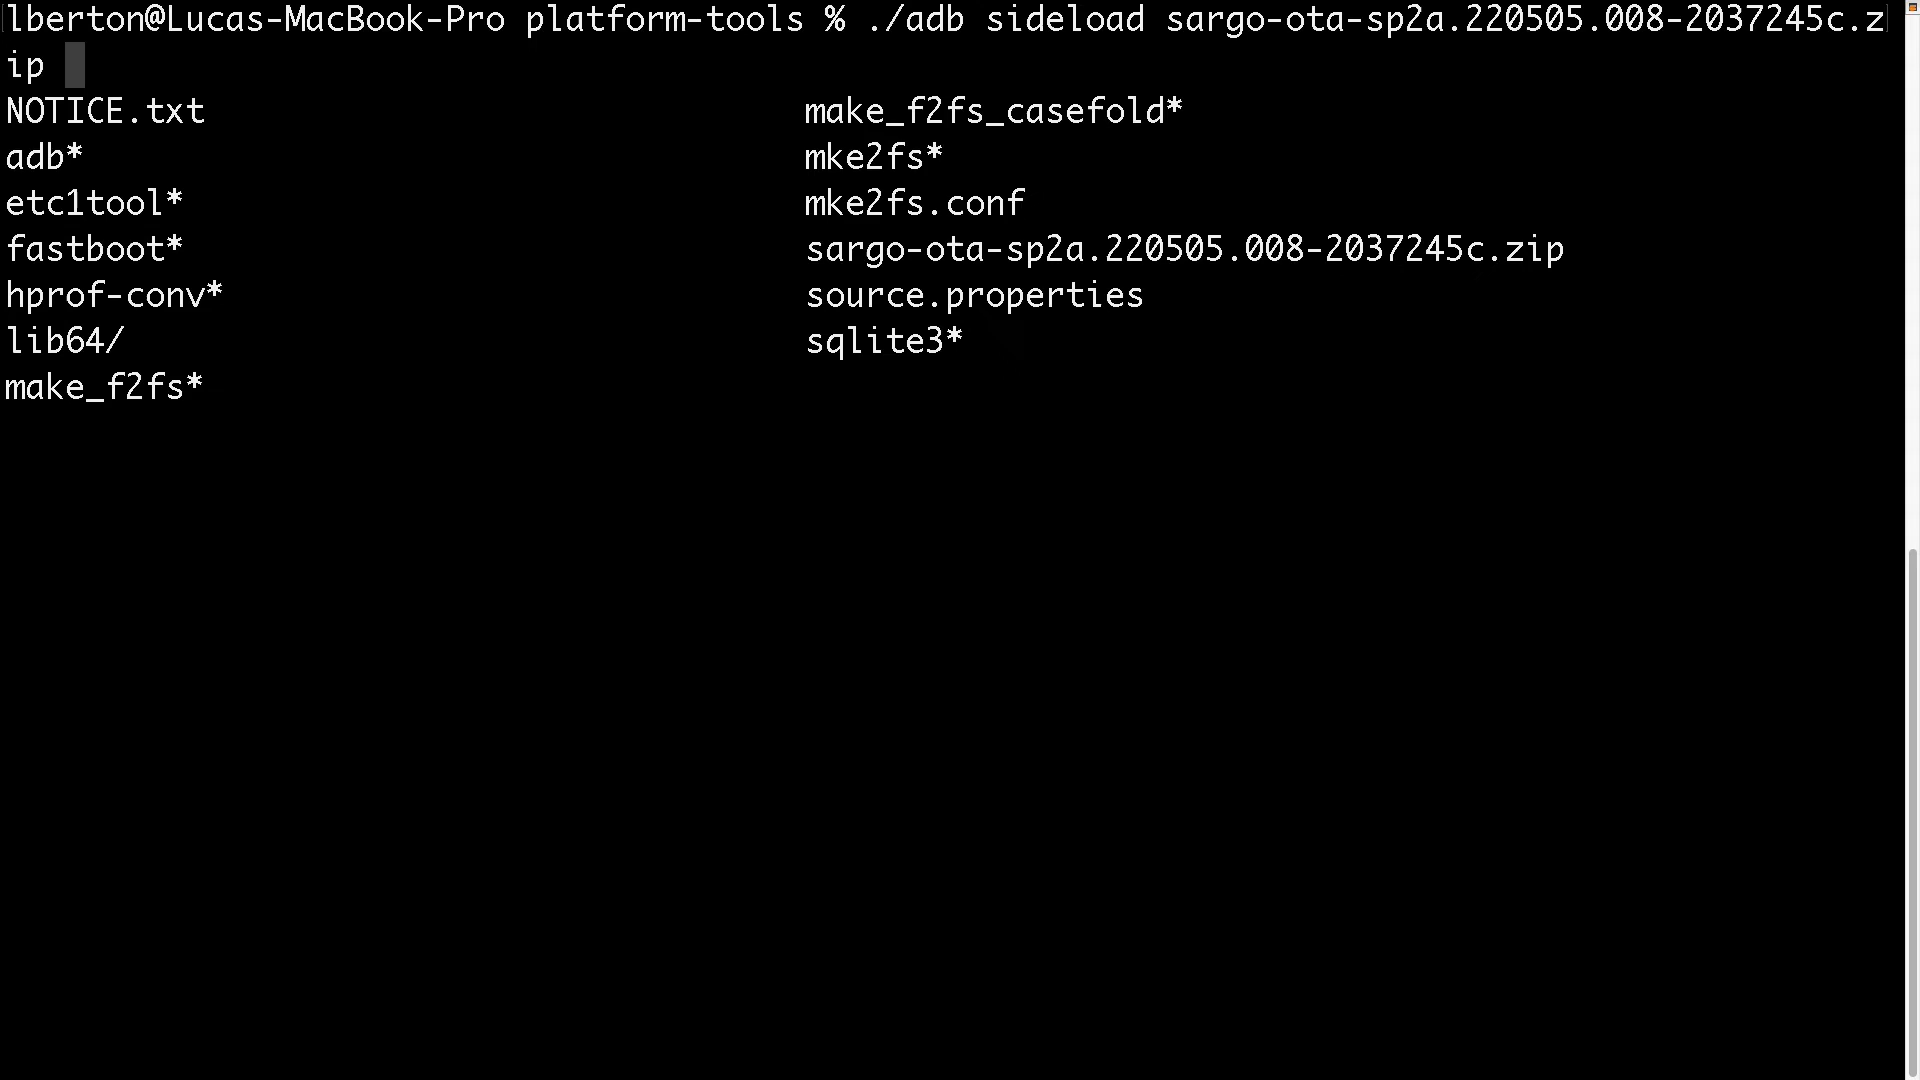 lberton@Lucas-MacBook-Pro platform-tools % ./adb sideload sargo-ota-sp2a.220505.008-2037245c.z
ip
NOTICE.txt make_f2fs_casefold*
adb* mke2fs*
etc1tool* mke2fs.conf
fastboot* sargo-ota-sp2a.220505.008-2037245c.zip
hprof-conv* source.properties
lib64/ sqlite3*
make_f2fs*